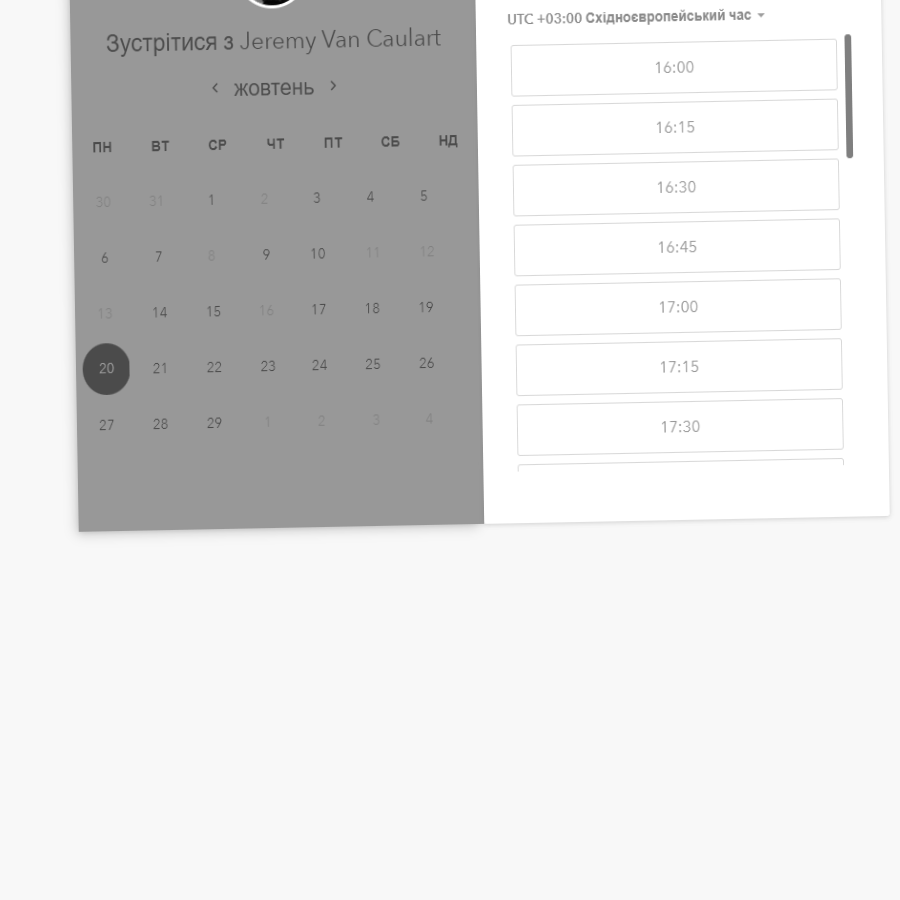 Зустрітися з Jeremy Van Caulart
‹ жовтень ›
ПН ВТ СР ЧТ ПТ СБ НД
30 31 1 2 3 4 5
6 7 8 9 10 11 12
13 14 15 16 17 18 19
20 21 22 23 24 25 26
27 28 29 1 2 3 4
UTC +03:00 Східноєвропейський час
16:00
16:15
16:30
16:45
17:00
17:15
17:30